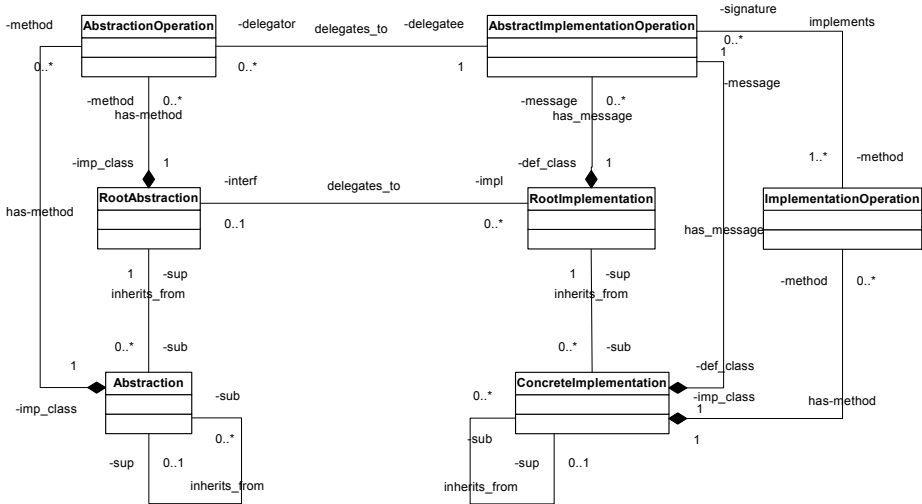 -method
AbstractionOperation
-delegator
delegates_to
-delegatee
AbstractImplementationOperation
-signature
implements
0..*
0..*
1
0..*
1
-message
-method
0..*
has-method
-message
0..*
has_message
-imp_class
1
-def_class
1
1..*
-method
RootAbstraction
-interf
delegates_to
-impl
RootImplementation
ImplementationOperation
has-method
0..1
0..*
has_message
1
-sup
inherits_from
1
-sup
inherits_from
-method
0..*
0..*
-sub
0..*
-sub
1
Abstraction
-sub
ConcreteImplementation
-def_class
-imp_class
0..*
-imp_class
1
has-method
0..*
-sub
1
-sup
0..1
inherits_from
-sup
0..1
inherits_from